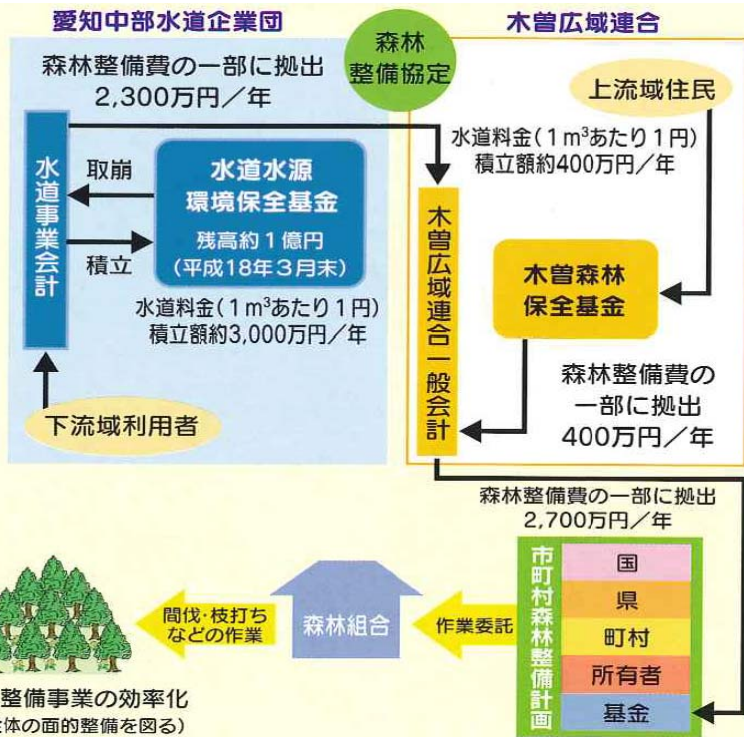 愛知中部水道企業団
木曽広域連合
森林
整備協定
森林整備費の一部に拠出
2,300万円／年
水道事業会計
取崩
積立
水道水源
環境保全基金
残高約1億円
(平成18年3月末)
水道料金(1m³あたり1円)
積立額約3,000万円／年
下流域利用者
上流域住民
水道料金(1m³あたり1円)
積立額約400万円／年
木曽広域連合一般会計
木曽森林
保全基金
森林整備費の
一部に拠出
400万円／年
森林整備費の一部に拠出
2,700万円／年
市町村森林整備計画
国
県
町村
所有者
基金
作業委託
森林組合
間伐・枝打ち
などの作業
整備事業の効率化
体の面的整備を図る)